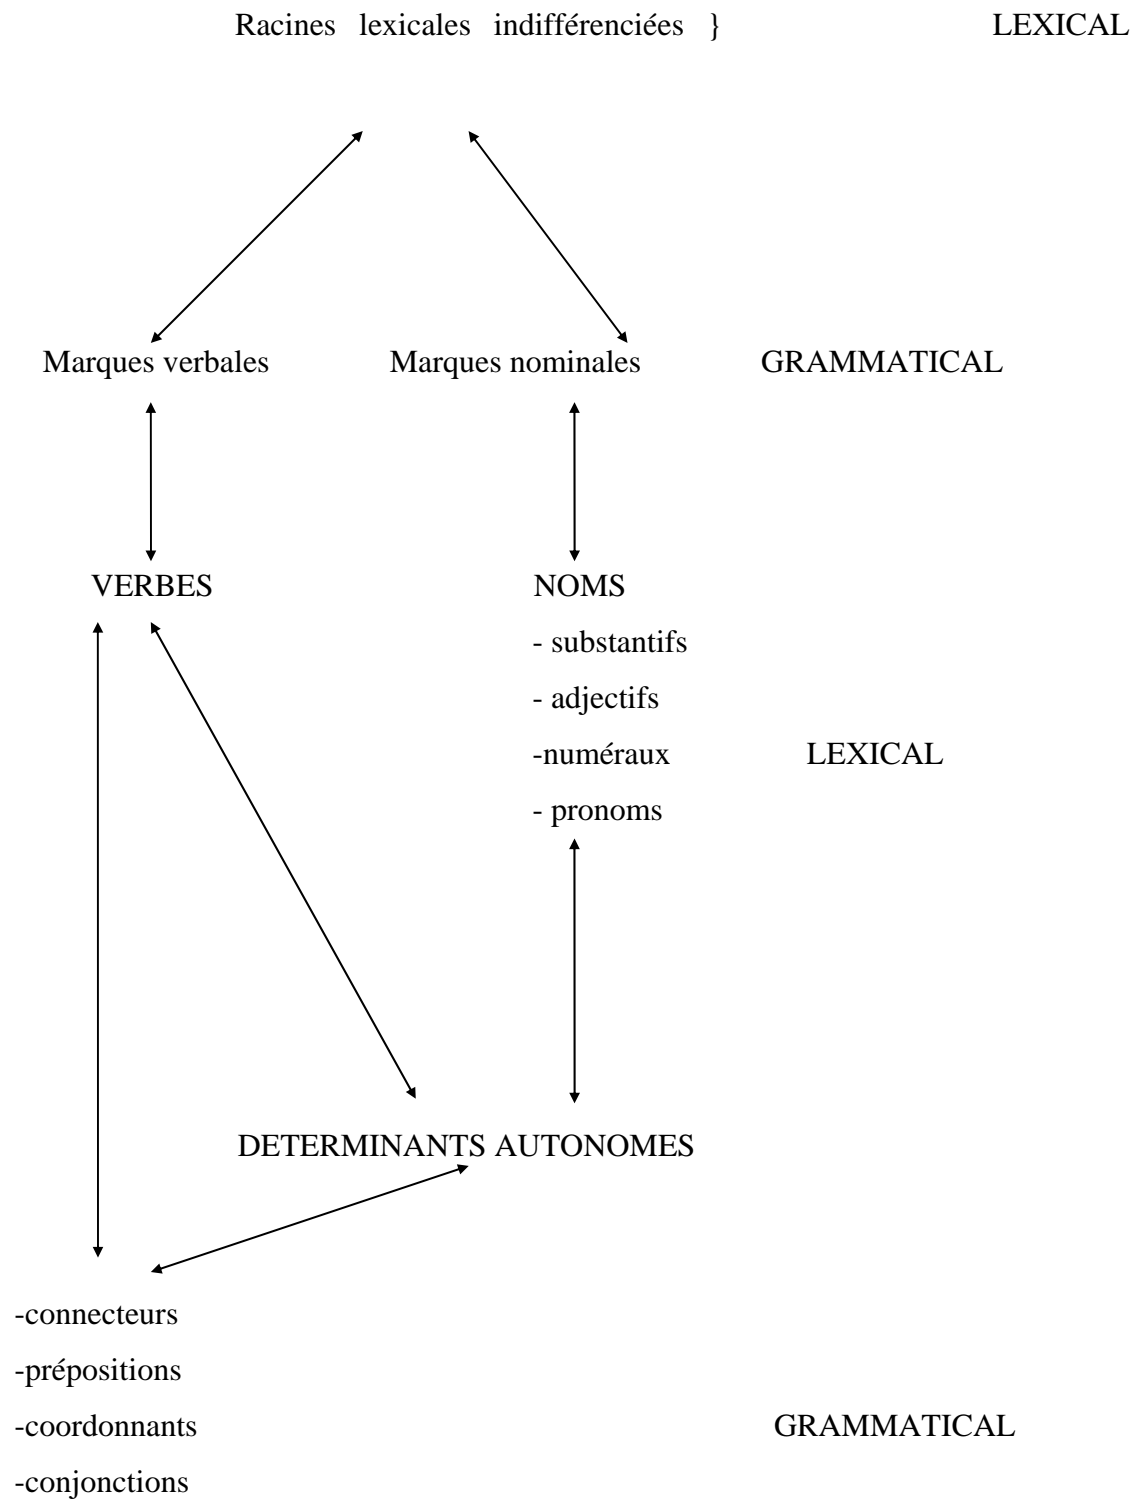 Racines lexicales indifférenciées } LEXICAL
Marques verbales Marques nominales GRAMMATICAL
VERBES NOMS
- substantifs
- adjectifs
-numéraux LEXICAL
- pronoms
DETERMINANTS AUTONOMES
-connecteurs
-prépositions
-coordonnants GRAMMATICAL
-conjonctions